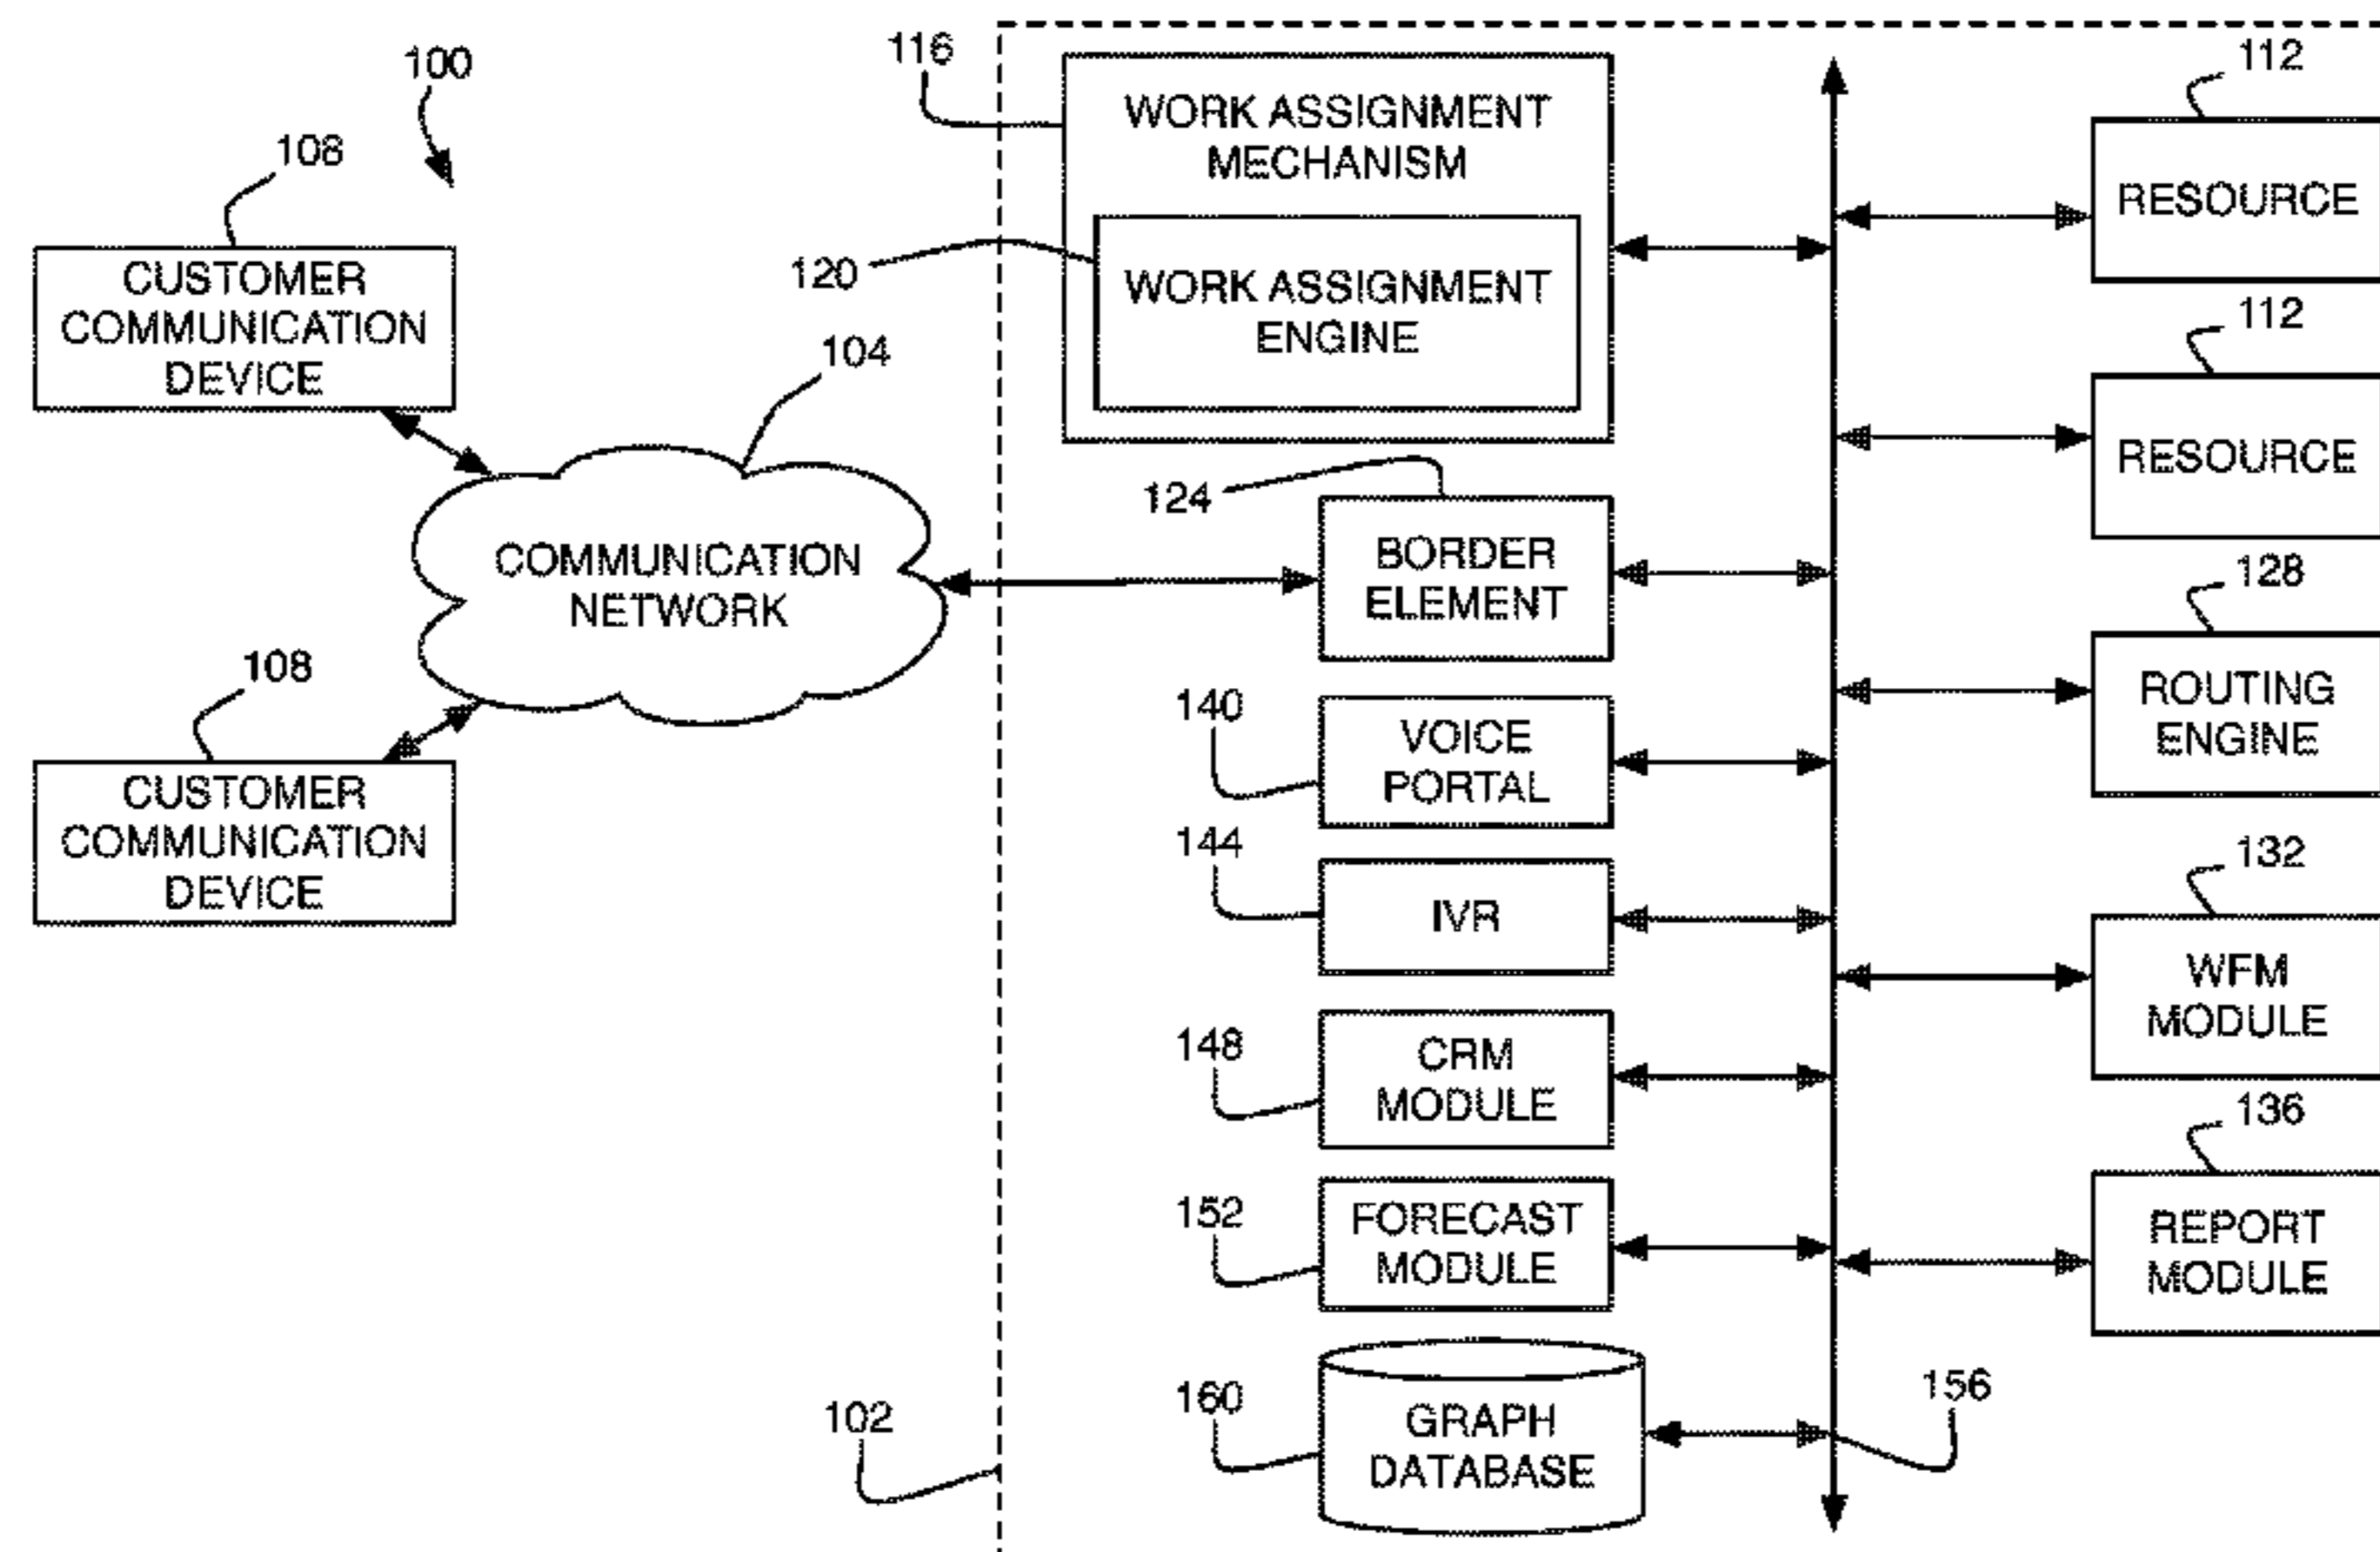 100
108
CUSTOMER
COMMUNICATION
DEVICE
104
COMMUNICATION
NETWORK
108
CUSTOMER
COMMUNICATION
DEVICE
102
116
WORK ASSIGNMENT
MECHANISM
120
WORK ASSIGNMENT
ENGINE
124
BORDER
ELEMENT
140
VOICE
PORTAL
144
IVR
148
CRM
MODULE
152
FORECAST
MODULE
160
GRAPH
DATABASE
156
112
RESOURCE
112
RESOURCE
128
ROUTING
ENGINE
132
WFM
MODULE
136
REPORT
MODULE